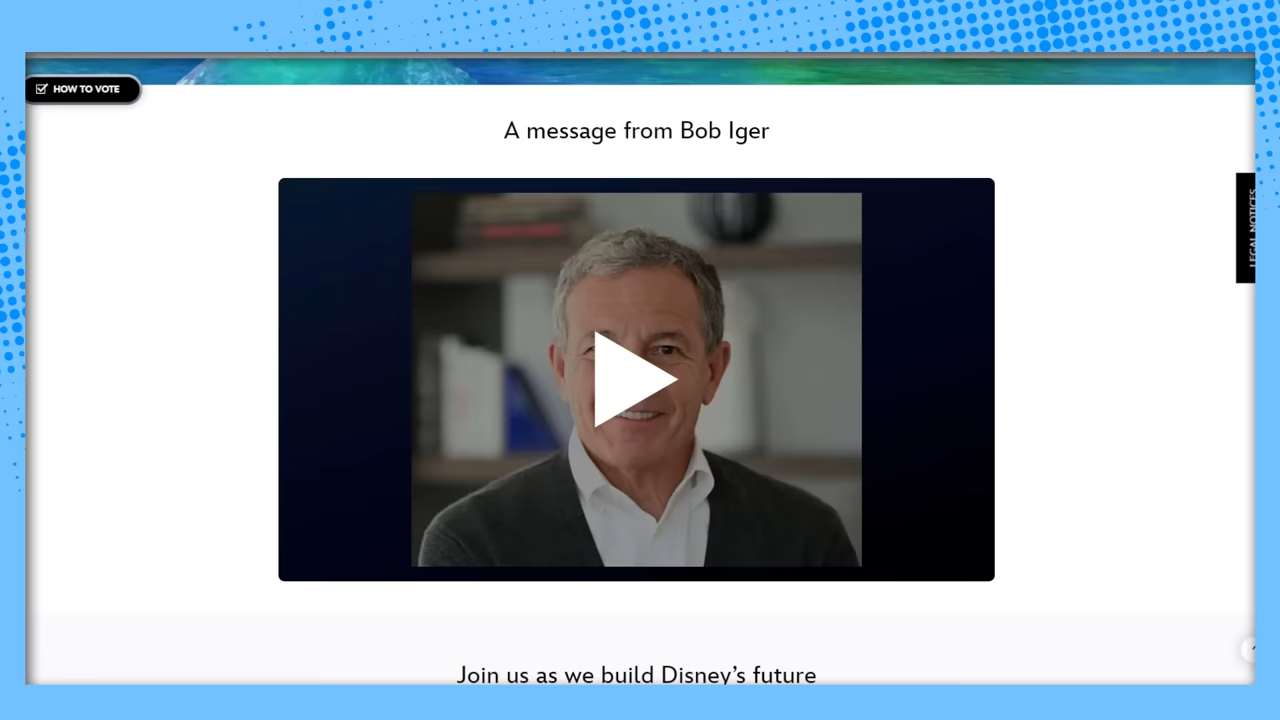 HOW TO VOTE
A message from Bob Iger
LEGAL NOTICES
Join us as we build Disney’s future